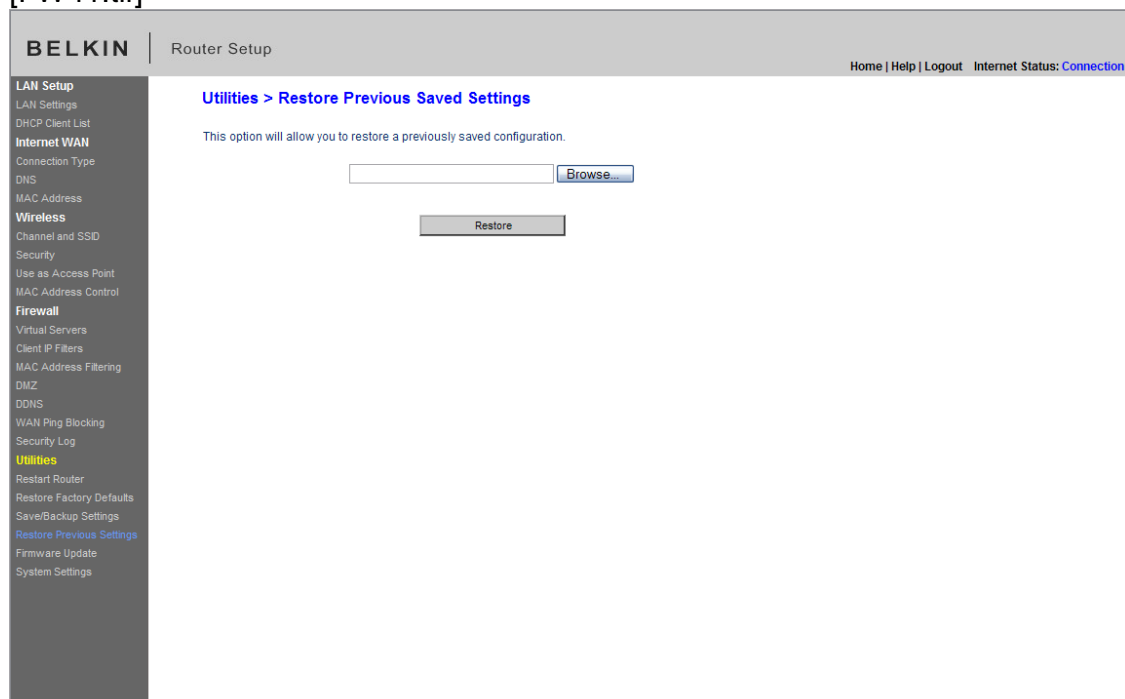 BELKIN
Router Setup
Home | Help | Logout Internet Status: Connection
LAN Setup
LAN Settings
DHCP Client List
Internet WAN
Connection Type
DNS
MAC Address
Wireless
Channel and SSID
Security
Use as Access Point
MAC Address Control
Firewall
Virtual Servers
Client IP Filters
MAC Address Filtering
DMZ
DDNS
WAN Ping Blocking
Security Log
Utilities
Restart Router
Restore Factory Defaults
Save/Backup Settings
Restore Previous Settings
Firmware Update
System Settings
Utilities > Restore Previous Saved Settings
This option will allow you to restore a previously saved configuration.
Browse...
Restore